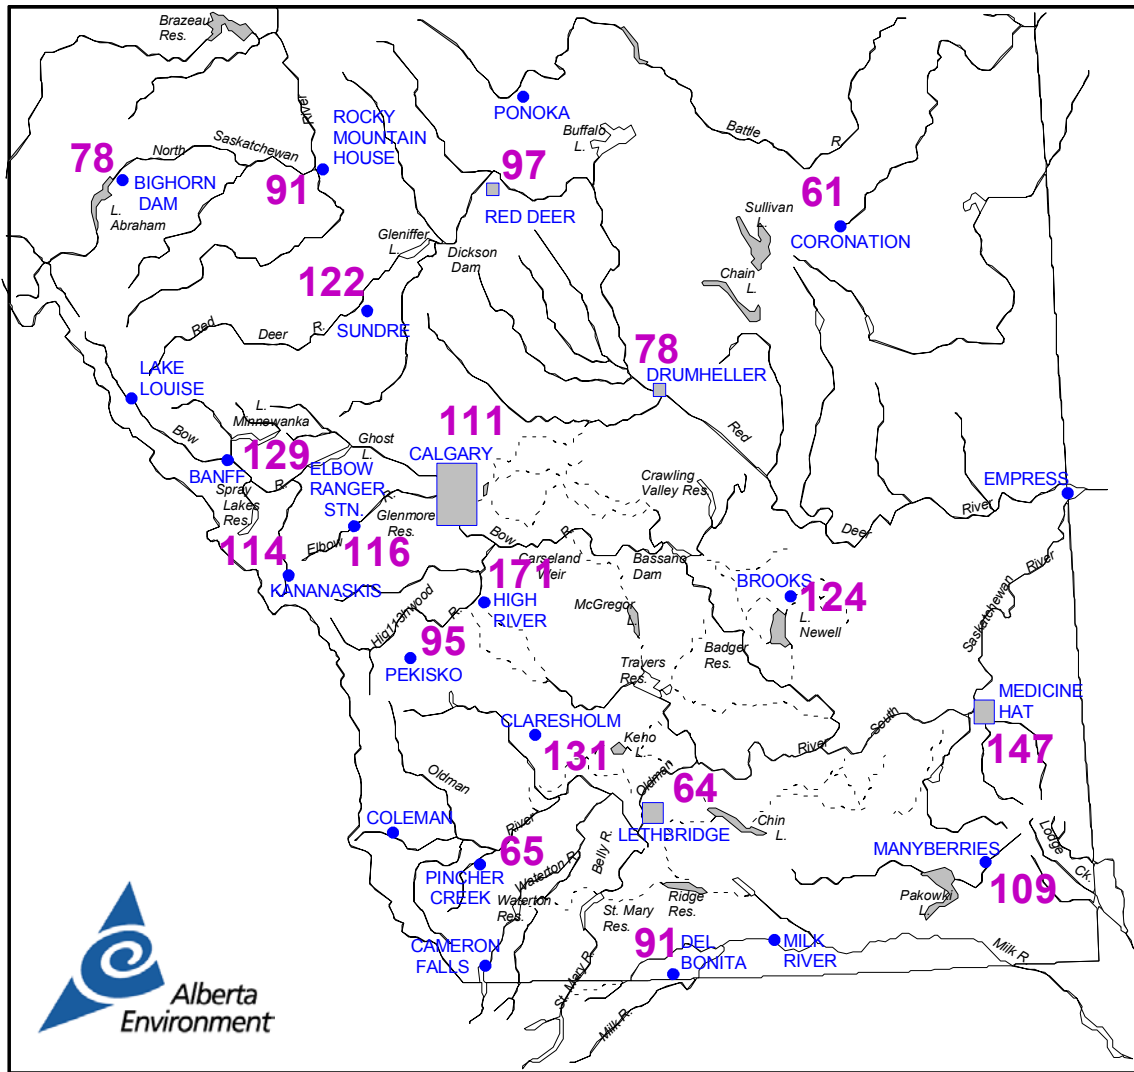 Brazeau
Res.
River
ROCKY
MOUNTAIN
HOUSE
PONOKA
Buffalo
L.
Battle
R.
North
Saskatchewan
78
BIGHORN
DAM
L.
Abraham
91
97
RED DEER
61
Sullivan
L.
CORONATION
Gleniffer
L.
Dickson
Dam
Chain
L.
122
SUNDRE
Red
Deer
R.
78
DRUMHELLER
LAKE
LOUISE
L.
Minnewanka
Bow
Ghost
L.
111
CALGARY
Red
129
BANFF
R.
ELBOW
RANGER
STN.
R.
Spray
Lakes
Res.
Glenmore
Res.
Crawling
Valley Res
EMPRESS
River
Deer
Bow
R.
Elbow
114
116
KANANASKIS
Carseland
Weir
Bassano
Dam
River
171
HIGH
RIVER
BROOKS
124
L.
Newell
McGregor
L.
Hig113hwood
R.
95
PEKISKO
Badger
Res.
Saskatchewan
Travers
Res.
MEDICINE
HAT
147
CLARESHOLM
131
Keho
L.
South
River
Oldman
Oldman
64
LETHBRIDGE
Chin
L.
COLEMAN
River
65
PINCHER
CREEK
Waterton R.
Waterton
Res.
Belly R.
MANYBERRIES
109
Pakowki
L.
Lodge
Ck.
St. Mary
Res.
Ridge
Res.
CAMERON
FALLS
91
DEL
BONITA
MILK
RIVER
Milk R.
St. Mary R.
Milk R.
Alberta
Environment